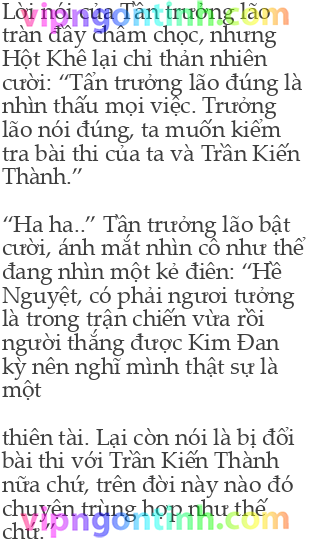 Lời nói của Tần trưởng lão
tràn đầy châm chọc, nhưng
Hột Khê lại chỉ thản nhiên
cười: “Tẩn trưởng lão đúng là
nhìn thấu mọi việc. Trưởng
lão nói đúng, ta muốn kiểm
tra bài thi của ta và Trần Kiến
Thành.”
“Ha ha..” Tần trưởng lão bật
cười, ánh mắt nhìn cô như thể
đang nhìn một kẻ điên: “Hề
Nguyệt, có phải ngươi tưởng
là trong trận chiến vừa rồi
người thắng được Kim Đan
kỳ nên nghĩ mình thật sự là
một
thiên tài. Lại còn nói là bị đổi
bài thi với Trần Kiến Thành
nữa chứ, trên đời này nào đó
chuyện trùng hợp như thế
chứ.”
vipngontinh.com
vipngontinh.com